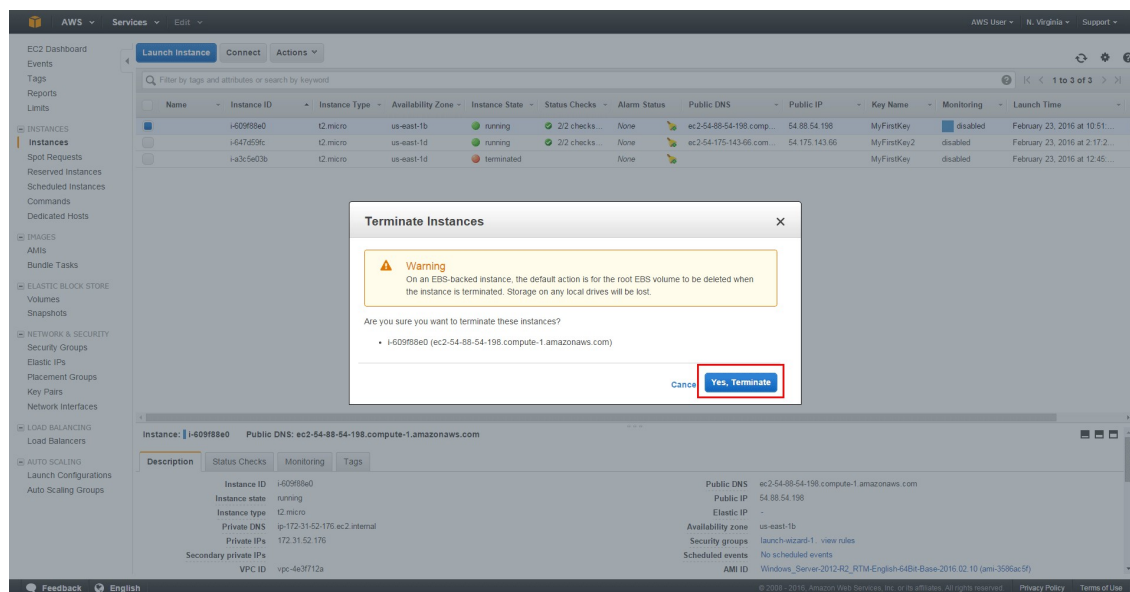 AWS Services Edit AWS User N. Virginia Support
EC2 Dashboard
Events
Tags
Reports
Limits
INSTANCES
Instances
Spot Requests
Reserved Instances
Scheduled Instances
Commands
Dedicated Hosts
IMAGES
AMIs
Bundle Tasks
ELASTIC BLOCK STORE
Volumes
Snapshots
NETWORK & SECURITY
Security Groups
Elastic IPs
Placement Groups
Key Pairs
Network Interfaces
LOAD BALANCING
Load Balancers
AUTO SCALING
Launch Configurations
Auto Scaling Groups
Launch Instance Connect Actions
Filter by tags and attributes or search by keyword 1 to 3 of 3
Name Instance ID Instance Type Availability Zone Instance State Status Checks Alarm Status Public DNS Public IP Key Name Monitoring Launch Time
i-609f88e0 t2.micro us-east-1b running 2/2 checks... None ec2-54-88-54-198.comp... 54.88.54.198 MyFirstKey disabled February 23, 2016 at 10:51:...
i-647d59fc t2.micro us-east-1d running 2/2 checks... None ec2-54-175-143-66.com... 54.175.143.66 MyFirstKey2 disabled February 23, 2016 at 2:17:2...
i-a3c5e03b t2.micro us-east-1d terminated None MyFirstKey disabled February 23, 2016 at 12:45:...
Terminate Instances
Warning
On an EBS-backed instance, the default action is for the root EBS volume to be deleted when
the instance is terminated. Storage on any local drives will be lost.
Are you sure you want to terminate these instances?
• i-609f88e0 (ec2-54-88-54-198.compute-1.amazonaws.com)
Cancel Yes, Terminate
Instance: i-609f88e0 Public DNS: ec2-54-88-54-198.compute-1.amazonaws.com
Description Status Checks Monitoring Tags
Instance ID i-609f88e0 Public DNS ec2-54-88-54-198.compute-1.amazonaws.com
Instance state running Public IP 54.88.54.198
Instance type t2.micro Elastic IP -
Private DNS ip-172-31-52-176.ec2.internal Availability zone us-east-1b
Private IPs 172.31.52.176 Security groups launch-wizard-1. view rules
Secondary private IPs Scheduled events No scheduled events
VPC ID vpc-4e3f712a AMI ID Windows_Server-2012-R2_RTM-English-64Bit-Base-2016.02.10 (ami-3586ac5f)
Feedback English © 2008 - 2016, Amazon Web Services, Inc. or its affiliates. All rights reserved. Privacy Policy Terms of Use